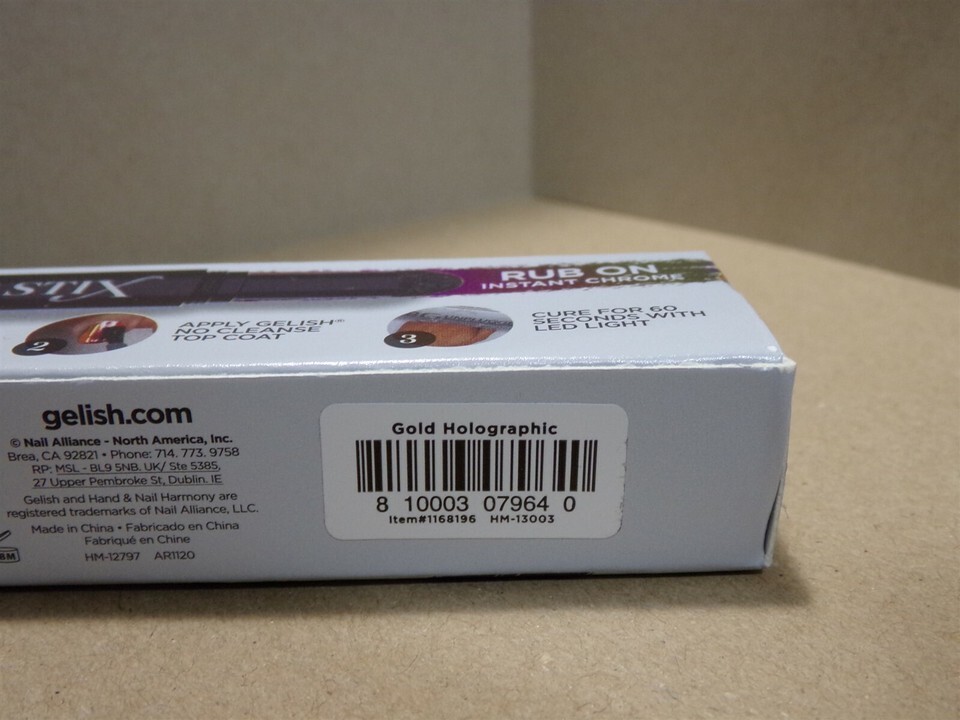 STIX
RUB ON
INSTANT CHROME
2
APPLY GELISH®
NO CLEANSE
TOP COAT
3
CURE FOR 60
SECONDS WITH
LED LIGHT
gelish.com
© Nail Alliance - North America, Inc.
Brea, CA 92821 • Phone: 714. 773. 9758
RP: MSL - BL9 5NB. UK/ Ste 5385,
27 Upper Pembroke St, Dublin. IE
Gelish and Hand & Nail Harmony are
registered trademarks of Nail Alliance, LLC.
Made in China • Fabricado en China
Fabriqué en Chine
HM-12797 AR1120
Gold Holographic
8 10003 07964 0
Item#1168196 HM-13003